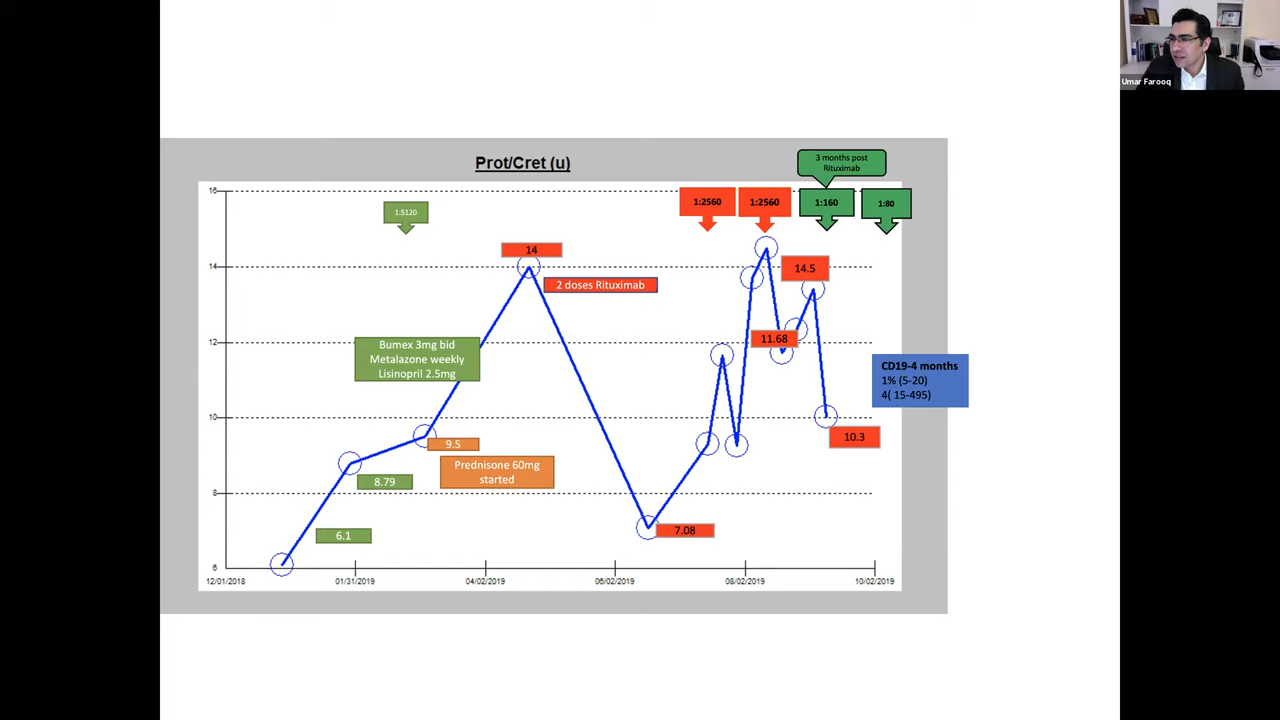 Umar Farooq
Prot/Cret (u)
3 months post
Rituximab
1:5120
1:2560
1:2560
1:160
1:80
16
14
12
10
8
6
14
2 doses Rituximab
14.5
Bumex 3mg bid
Metalazone weekly
Lisinopril 2.5mg
11.68
CD19-4 months
1% (5-20)
4( 15-495)
9.5
10.3
Prednisone 60mg
started
8.79
6.1
7.08
12/01/2018
01/31/2019
04/02/2019
06/02/2019
08/02/2019
10/02/2019